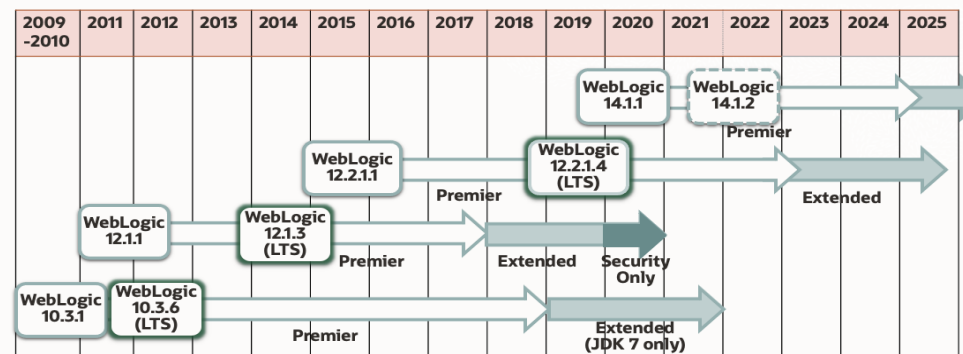 2009 -2010 2011 2012 2013 2014 2015 2016 2017 2018 2019 2020 2021 2022 2023 2024 2025
WebLogic
14.1.1
WebLogic
14.1.2
Premier
WebLogic
12.2.1.1
Premier
WebLogic
12.2.1.4
(LTS)
Extended
WebLogic
12.1.1
WebLogic
12.1.3
(LTS)
Premier
Extended
Security
Only
WebLogic
10.3.1
WebLogic
10.3.6
(LTS)
Premier
Extended
(JDK 7 only)